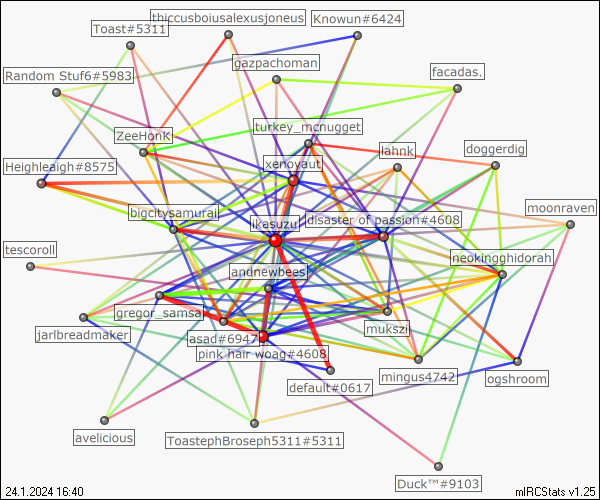 thiccusboiusalexusjoneus
Knowun#6424
Toast#5311
gazpachoman
facadas.
Random Stuf6#5983
turkey_mcnugget
ZeeHonK
lahnk
doggerdig
xenoyaut
Heighleaigh#8575
moonraven
bigcitysamurai
ikasuzu
disaster of passion#4608
tescoroll
neokingghidorah
andnewbees
gregor_samsa
mukszi
jarlbreadmaker
asad#6947
pink hair woag#4608
mingus4742
ogshroom
default#0617
avelicious
ToastephBroseph5311#5311
Duck™#9103
24.1.2024 16:40
mIRCStats v1.25